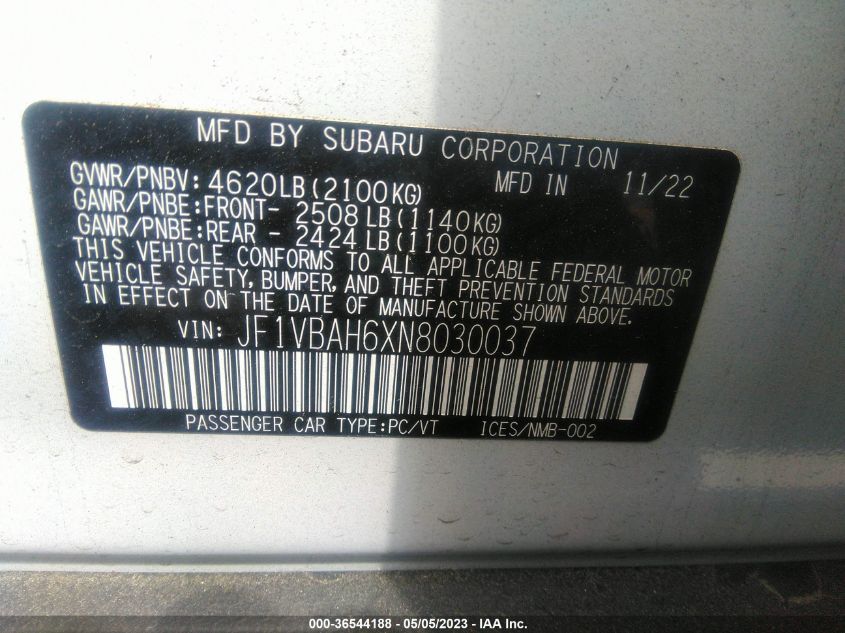 MFD BY SUBARU CORPORATION
GVWR/PNBV: 4620LB(2100KG) MFD IN 11/22
GAWR/PNBE:FRONT- 2508LB(1140KG)
GAWR/PNBE:REAR - 2424LB(1100KG)
THIS VEHICLE CONFORMS TO ALL APPLICABLE FEDERAL MOTOR
VEHICLE SAFETY, BUMPER, AND THEFT PREVENTION STANDARDS
IN EFFECT ON THE DATE OF MANUFACTURE SHOWN ABOVE.
VIN: JF1VBAH6XN8030037
PASSENGER CAR TYPE:PC/VT ICES/NMB-002
000-36544188 - 05/05/2023 - IAA Inc.